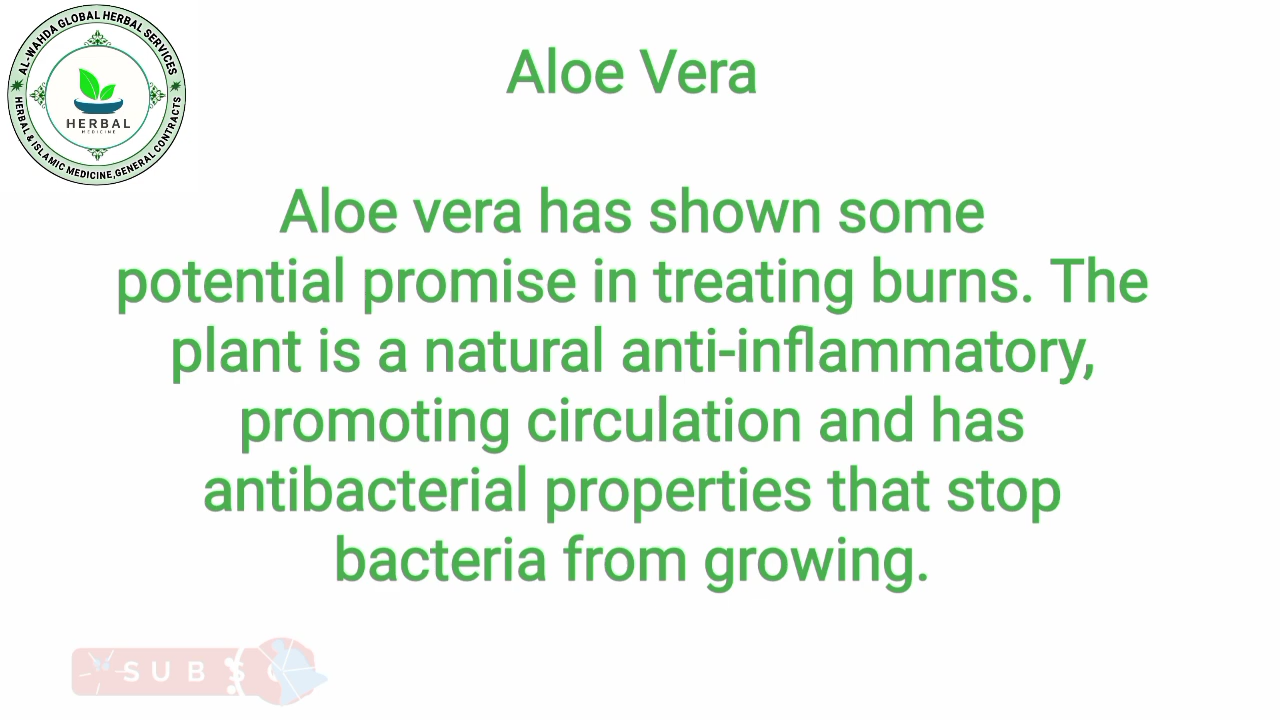 AL-WAHDA GLOBAL HERBAL SERVICES
HERBAL
MEDICINE
HERBAL & ISLAMIC MEDICINE,GENERAL CONTRACTS
Aloe Vera
Aloe vera has shown some
potential promise in treating burns. The
plant is a natural anti-inflammatory,
promoting circulation and has
antibacterial properties that stop
bacteria from growing.